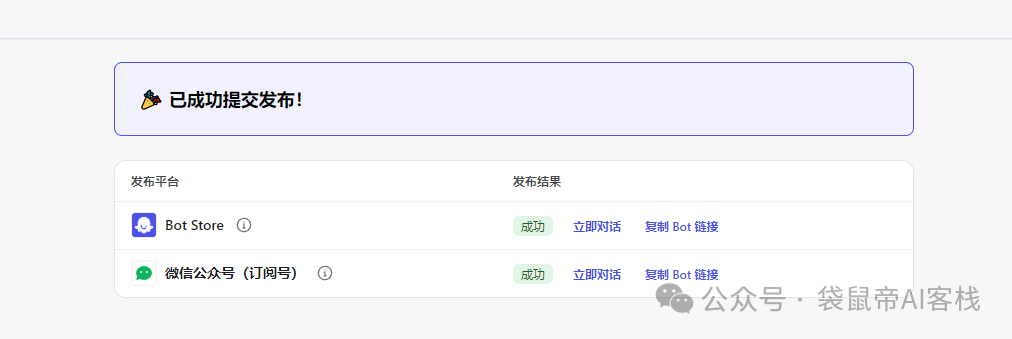 已成功提交发布！
发布平台 发布结果
Bot Store 成功 立即对话 复制 Bot 链接
微信公众号（订阅号） 成功 立即对话 复制 Bot 链接
公众号 · 袋鼠帝AI客栈